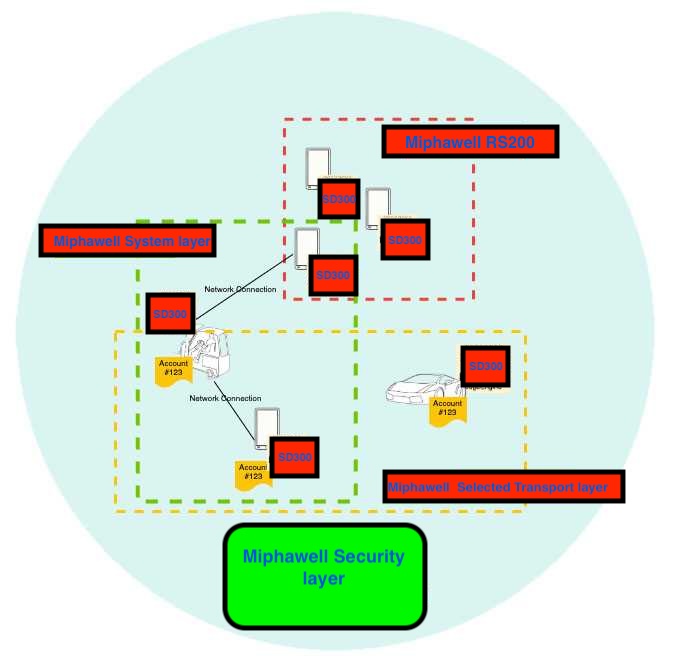 Miphawell RS200
SD300
SD300
Miphawell System layer
SD300
Network Connection
SD300
Account
#123
SD300
Account
#123
Network Connection
SD300
Account
#123
Miphawell Selected Transport layer
Miphawell Security
layer